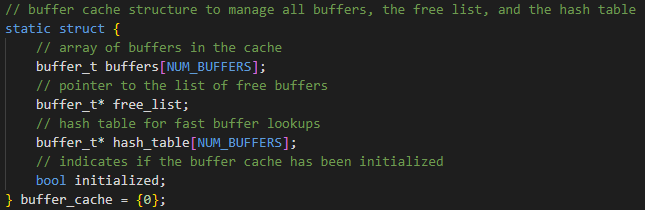 // buffer cache structure to manage all buffers, the free list, and the hash table
static struct {
    // array of buffers in the cache
    buffer_t buffers[NUM_BUFFERS];
    // pointer to the list of free buffers
    buffer_t* free_list;
    // hash table for fast buffer lookups
    buffer_t* hash_table[NUM_BUFFERS];
    // indicates if the buffer cache has been initialized
    bool initialized;
} buffer_cache = {0};